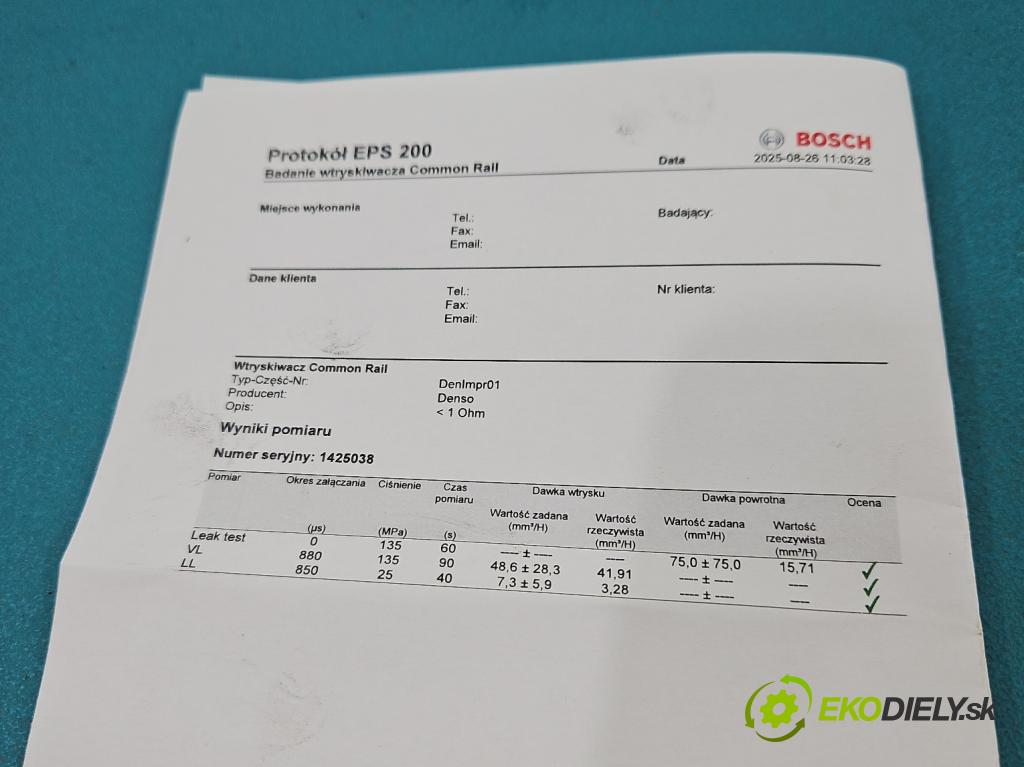 BOSCH
Protokół EPS 200
Data
2025-08-26 11:03:28
Badanie wtryskiwacza Common Rail
Miejsce wykonania
Tel.:
Badający:
Fax:
Email:
Dane klienta
Tel.:
Nr klienta:
Fax:
Email:
Wtryskiwacz Common Rail
Typ-Część-Nr: DenImpr01
Producent: Denso
Opis: < 1 Ohm
Wyniki pomiaru
Numer seryjny: 1425038
Pomiar Okres załączania Ciśnienie Czas pomiaru Dawka wtrysku Dawka powrotna Ocena
Wartość zadana (mm³/H) Wartość rzeczywista (mm³/H) Wartość zadana (mm³/H) Wartość rzeczywista (mm³/H)
(µs) (MPa) (s)
Leak test 0 135 60 ---- ± ---- ---- 75,0 ± 75,0 15,71 ✓
VL 880 135 90 48,6 ± 28,3 41,91 ---- ± ---- ---- ✓
LL 850 25 40 7,3 ± 5,9 3,28 ---- ± ---- ---- ✓
EKODIELY.sk